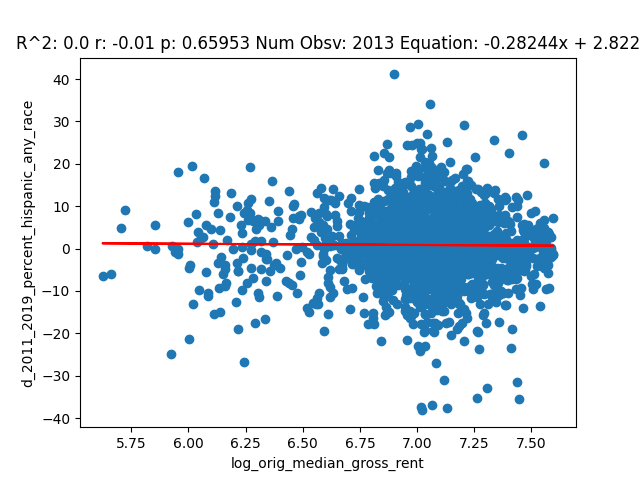 R^2: 0.0 r: -0.01 p: 0.65953 Num Obsv: 2013 Equation: -0.28244x + 2.822
40
30
20
10
0
−10
−20
−30
−40
d_2011_2019_percent_hispanic_any_race
5.75 6.00 6.25 6.50 6.75 7.00 7.25 7.50
log_orig_median_gross_rent